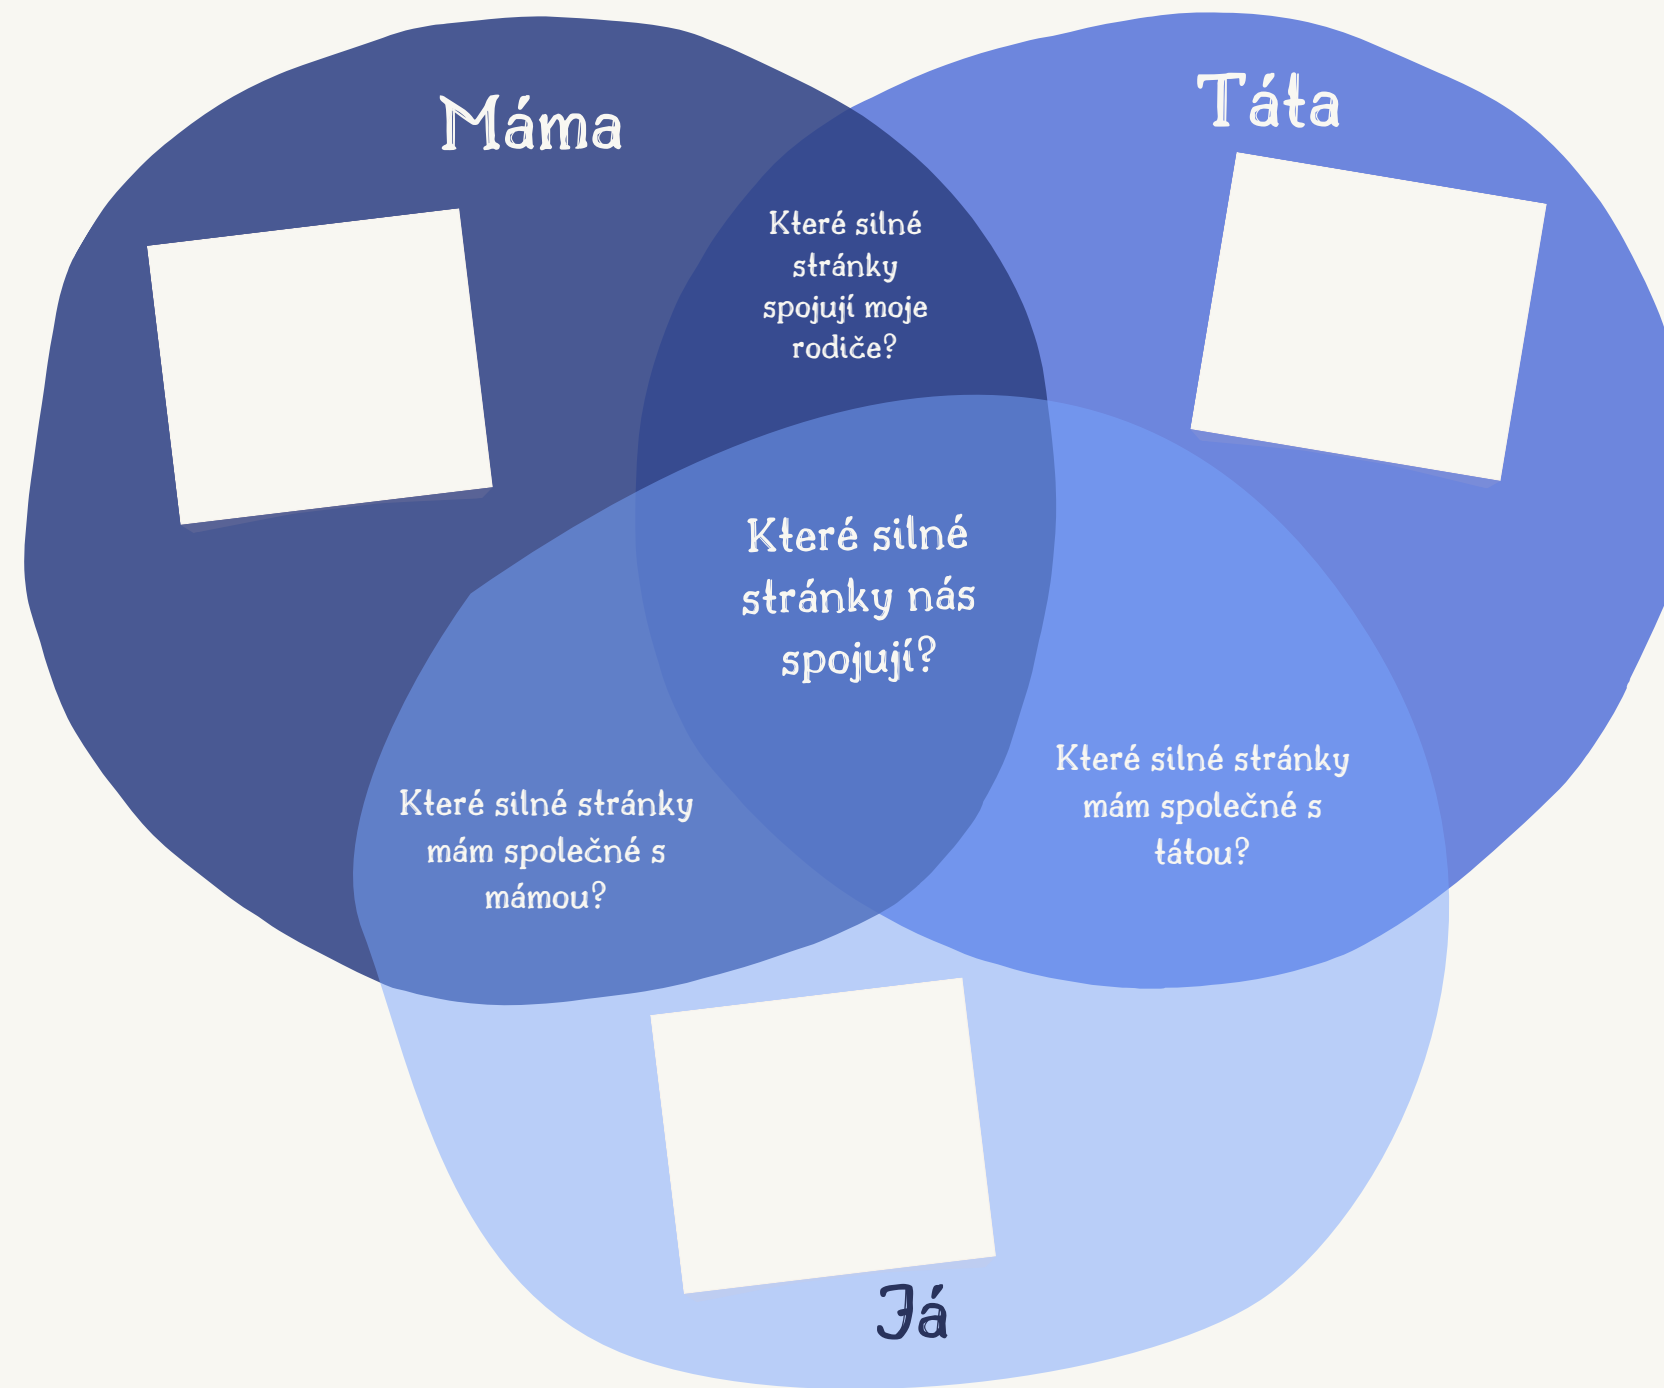 Máma
Táta
Které silné
stránky
spojují moje
rodiče?
Které silné
stránky nás
spojují?
Které silné stránky
mám společné s
tátou?
Které silné stránky
mám společné s
mámou?
Já